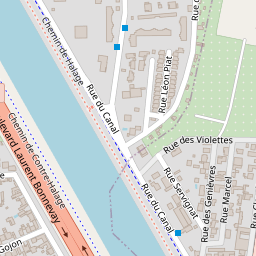 Chemin de Halage
Rue du Canal
Rue Léon Piat
Rue des Violettes
Chemin de Contre-Halage
Boulevard Laurent Bonnevay
Rue du Canal
Rue Servignat
Rue des Genièvres
Rue Marcel
Gojon